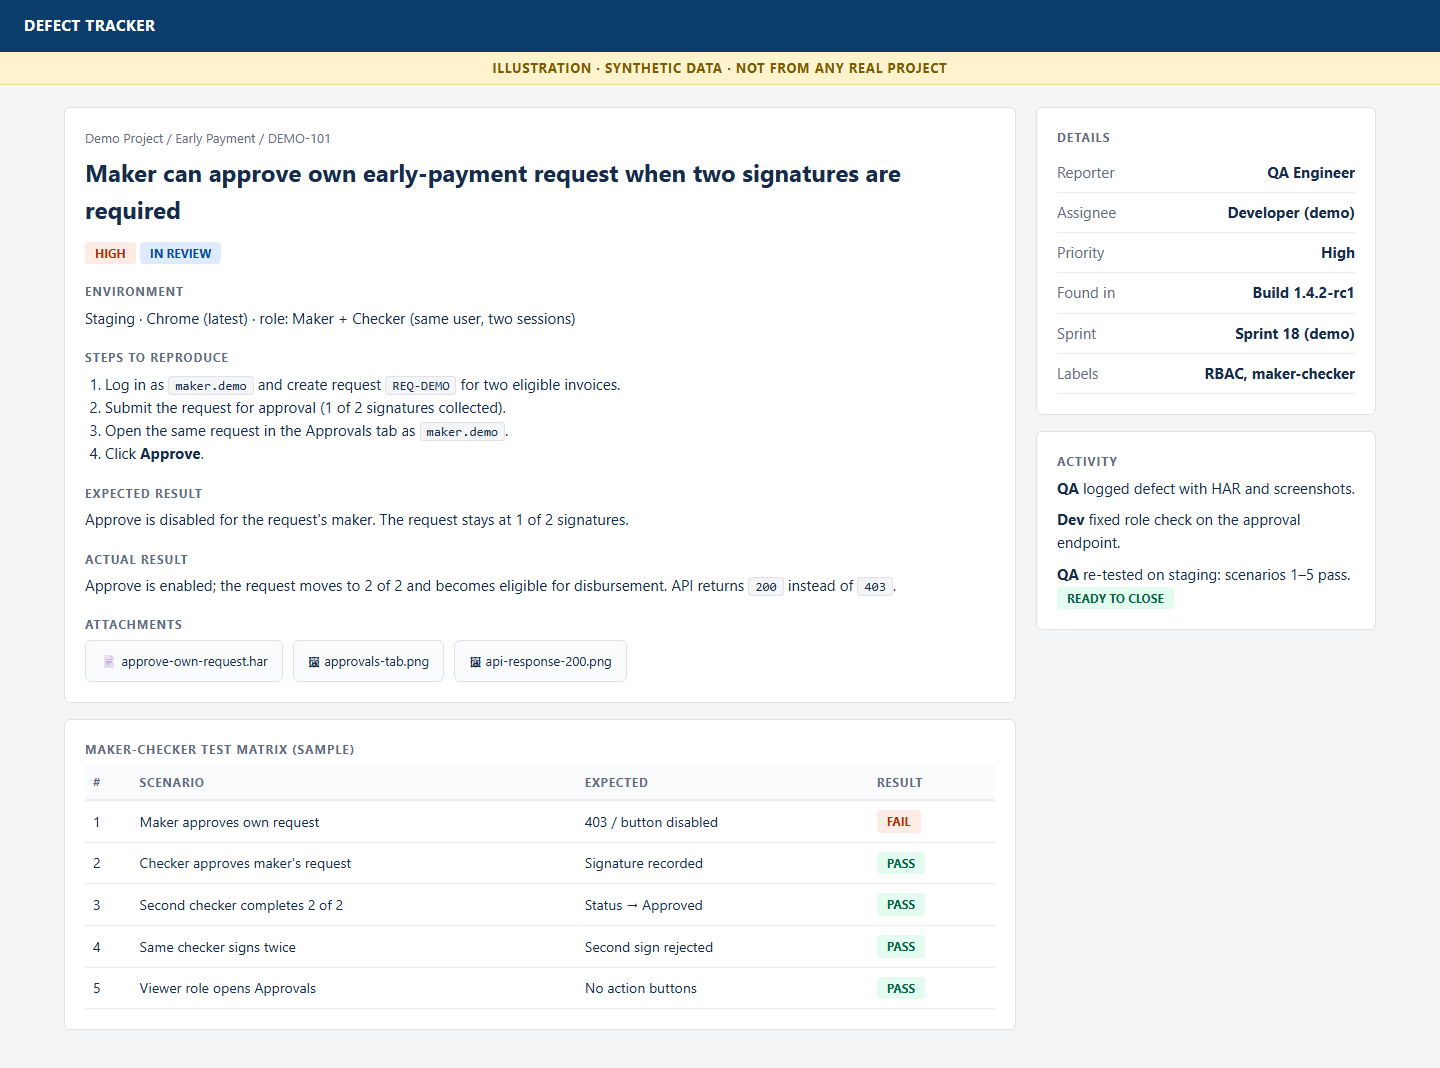 DEFECT TRACKER
ILLUSTRATION · SYNTHETIC DATA · NOT FROM ANY REAL PROJECT
Demo Project / Early Payment / DEMO-101
Maker can approve own early-payment request when two signatures are
required
HIGH IN REVIEW
ENVIRONMENT
Staging · Chrome (latest) · role: Maker + Checker (same user, two sessions)
STEPS TO REPRODUCE
1. Log in as maker.demo and create request REQ-DEMO for two eligible invoices.
2. Submit the request for approval (1 of 2 signatures collected).
3. Open the same request in the Approvals tab as maker.demo.
4. Click Approve.
EXPECTED RESULT
Approve is disabled for the request's maker. The request stays at 1 of 2 signatures.
ACTUAL RESULT
Approve is enabled; the request moves to 2 of 2 and becomes eligible for disbursement. API returns 200 instead of 403.
ATTACHMENTS
approve-own-request.har approvals-tab.png api-response-200.png
MAKER-CHECKER TEST MATRIX (SAMPLE)
# SCENARIO EXPECTED RESULT
1 Maker approves own request 403 / button disabled FAIL
2 Checker approves maker's request Signature recorded PASS
3 Second checker completes 2 of 2 Status → Approved PASS
4 Same checker signs twice Second sign rejected PASS
5 Viewer role opens Approvals No action buttons PASS
DETAILS
Reporter QA Engineer
Assignee Developer (demo)
Priority High
Found in Build 1.4.2-rc1
Sprint Sprint 18 (demo)
Labels RBAC, maker-checker
ACTIVITY
QA logged defect with HAR and screenshots.
Dev fixed role check on the approval
endpoint.
QA re-tested on staging: scenarios 1–5 pass.
READY TO CLOSE